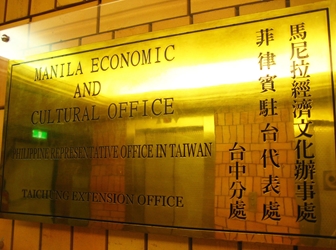 MANILA ECONOMIC
AND
CULTURAL OFFICE
PHILIPPINE REPRESENTATIVE OFFICE IN TAIWAN
TAICHUNG EXTENSION OFFICE
馬尼拉經濟文化辦事處
菲律賓駐台代表處
台中分處